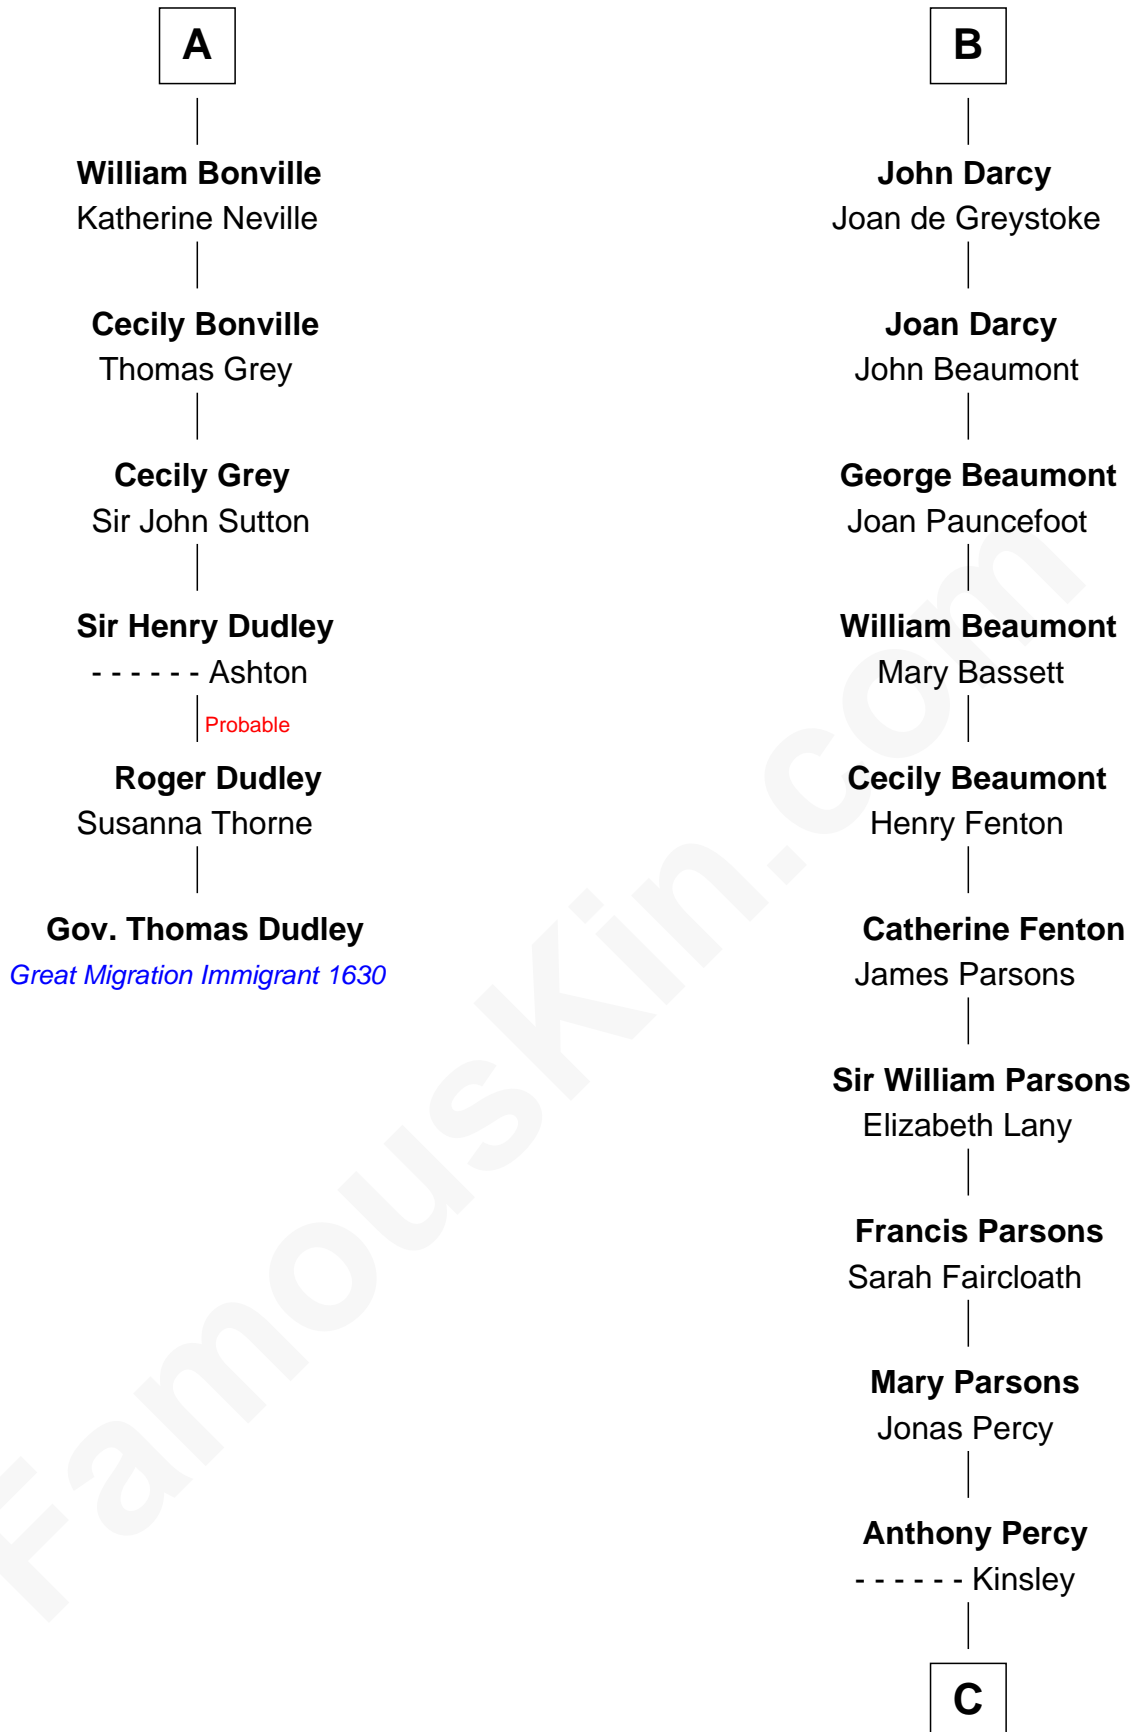 A
William Bonville
Katherine Neville
Cecily Bonville
Thomas Grey
Cecily Grey
Sir John Sutton
Sir Henry Dudley
- - - - - - Ashton
Probable
Roger Dudley
Susanna Thorne
Gov. Thomas Dudley
Great Migration Immigrant 1630
B
John Darcy
Joan de Greystoke
Joan Darcy
John Beaumont
George Beaumont
Joan Pauncefoot
William Beaumont
Mary Bassett
Cecily Beaumont
Henry Fenton
Catherine Fenton
James Parsons
Sir William Parsons
Elizabeth Lany
Francis Parsons
Sarah Faircloath
Mary Parsons
Jonas Percy
Anthony Percy
- - - - - - Kinsley
C
FamousKin.com